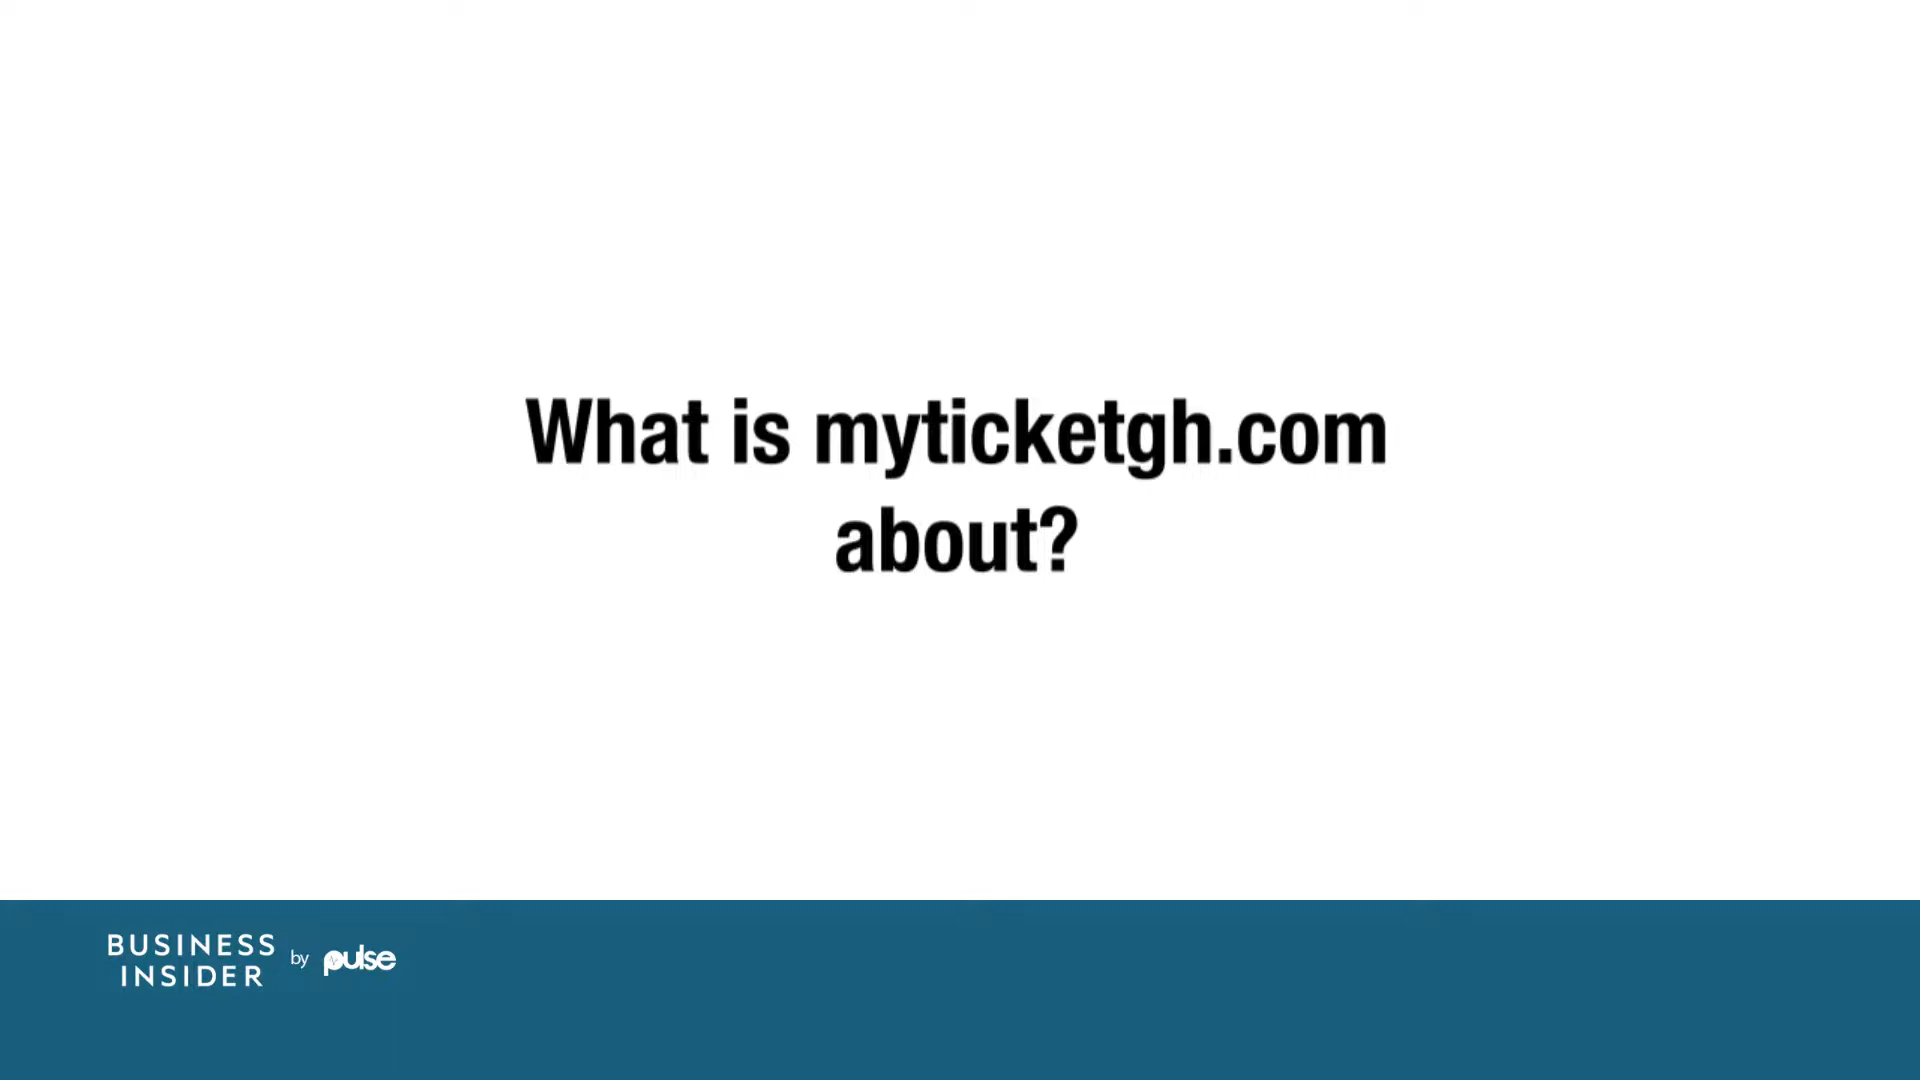 What is myticketgh.com
about?
BUSINESS
INSIDER
by pulse